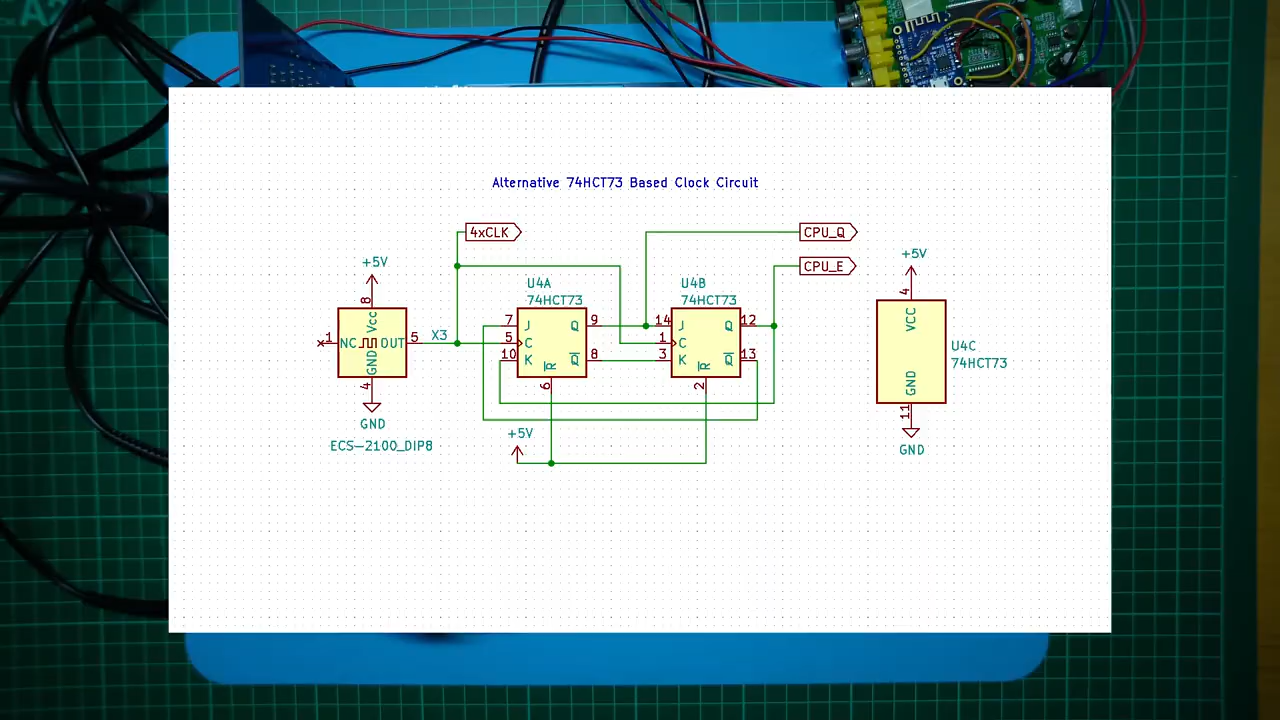 A2
Alternative 74HCT73 Based Clock Circuit
4xCLK
CPU_Q
CPU_E
+5V
8
Vcc
1
NC
OUT
5
X3
GND
4
GND
ECS-2100_DIP8
U4A
74HCT73
7
J
Q
9
5
C
10
K
Q
8
R
6
U4B
74HCT73
14
J
Q
12
1
C
3
K
Q
13
R
2
+5V
+5V
4
VCC
U4C
74HCT73
GND
11
GND